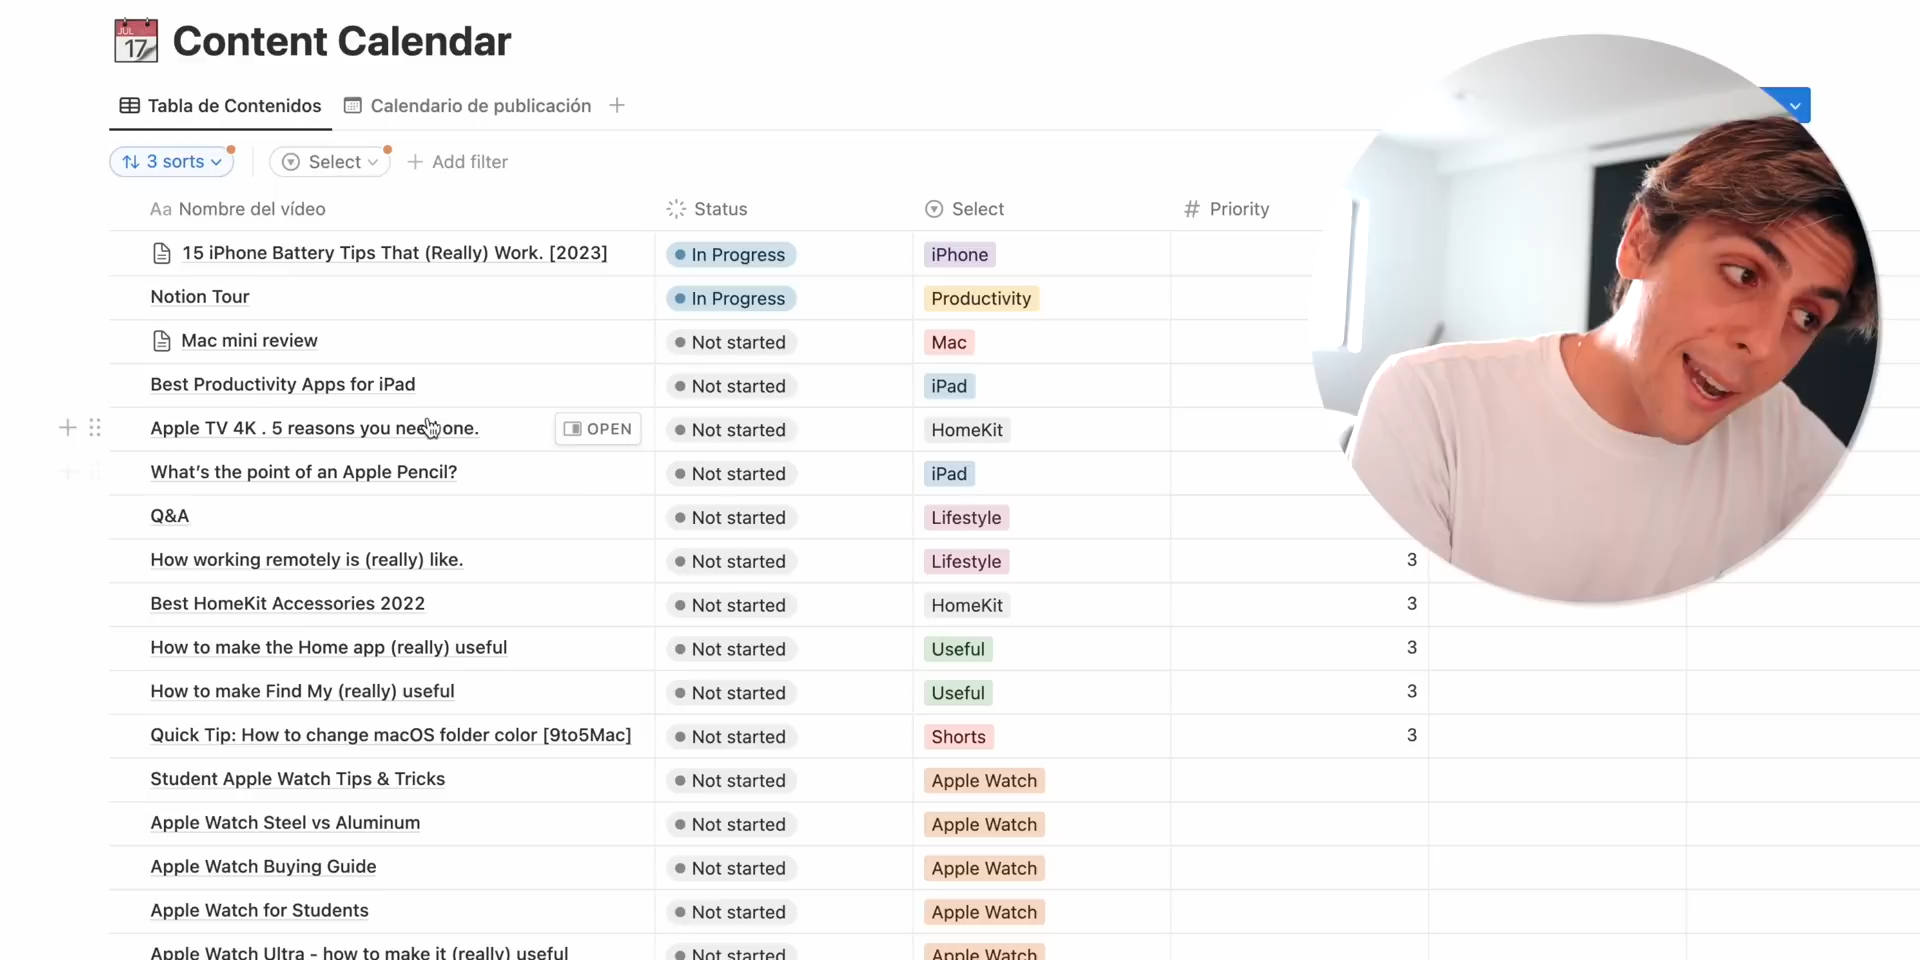 JUL
17
Content Calendar
Tabla de Contenidos
Calendario de publicación
3 sorts
Select
Add filter
Aa Nombre del vídeo
Status
Select
# Priority
15 iPhone Battery Tips That (Really) Work. [2023]
In Progress
iPhone
Notion Tour
In Progress
Productivity
Mac mini review
Not started
Mac
Best Productivity Apps for iPad
Not started
iPad
Apple TV 4K . 5 reasons you need one.
OPEN
Not started
HomeKit
What's the point of an Apple Pencil?
Not started
iPad
Q&A
Not started
Lifestyle
How working remotely is (really) like.
Not started
Lifestyle
3
Best HomeKit Accessories 2022
Not started
HomeKit
3
How to make the Home app (really) useful
Not started
Useful
3
How to make Find My (really) useful
Not started
Useful
3
Quick Tip: How to change macOS folder color [9to5Mac]
Not started
Shorts
3
Student Apple Watch Tips & Tricks
Not started
Apple Watch
Apple Watch Steel vs Aluminum
Not started
Apple Watch
Apple Watch Buying Guide
Not started
Apple Watch
Apple Watch for Students
Not started
Apple Watch
Apple Watch Ultra - how to make it (really) useful
Not started
Apple Watch